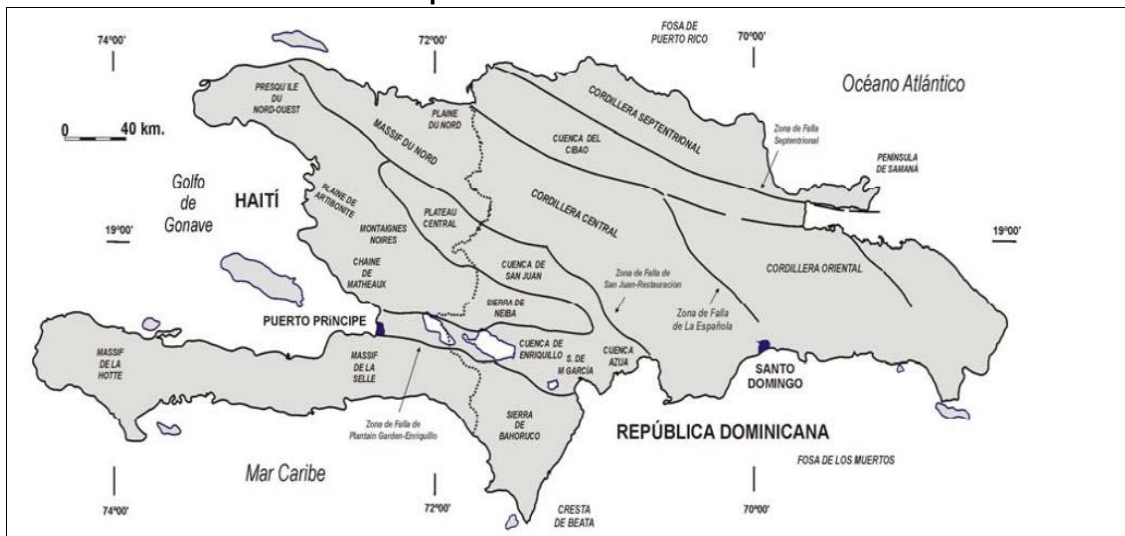 74°00'
72°00'
FOSA DE
PUERTO RICO
70°00'
Océano Atlántico
0 40 km.
PRESQU'ILE
DU
NORD-OUEST
MASSIF DU NORD
PLAINE
DU NORD
CORDILLERA SEPTENTRIONAL
CUENCA DEL
CIBAO
Zona de Falla
Septentrional
PENÍNSULA
DE SAMANÁ
Golfo
de
Gonave
HAITÍ
PLAINE DE
ARTIBONITE
PLATEAU
CENTRAL
CORDILLERA CENTRAL
19°00'
MONTAIGNES
NOIRES
CHAINE
DE
MATHEAUX
CUENCA DE
SAN JUAN
Zona de Falla de
San Juan-Restauración
CORDILLERA ORIENTAL
19°00'
SIERRA DE
NEIBA
Zona de Falla
de La Española
PUERTO PRíNCIPE
CUENCA DE
ENRIQUILLO
S. DE
M GARCÍA
CUENCA
AZUA
SANTO
DOMINGO
MASSIF
DE LA
HOTTE
MASSIF
DE LA
SELLE
Zona de Falla de
Plantain Garden-Enriquillo
SIERRA
DE
BAHORUCO
REPÚBLICA DOMINICANA
FOSA DE LOS MUERTOS
Mar Caribe
74°00'
72°00'
CRESTA
DE BEATA
70°00'